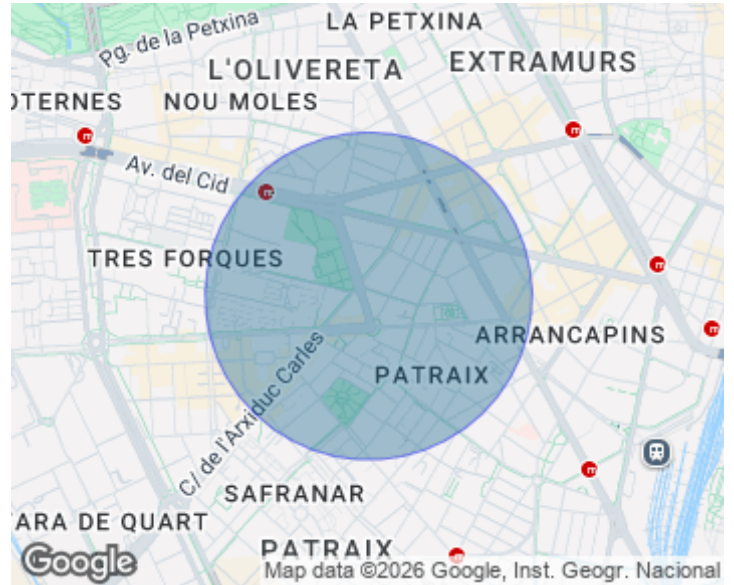 LA PETXINA
Pg. de la Petxina
L'OLIVERETA
EXTRAMURS
OTERNES
NOU MOLES
Av. del Cid
TRES FORQUES
ARRANCAPINS
PATRAIX
C/ de l'Arxiduc Carles
SAFRANAR
ARA DE QUART
PATRAIX
Google
Map data ©2026 Google, Inst. Geogr. Nacional